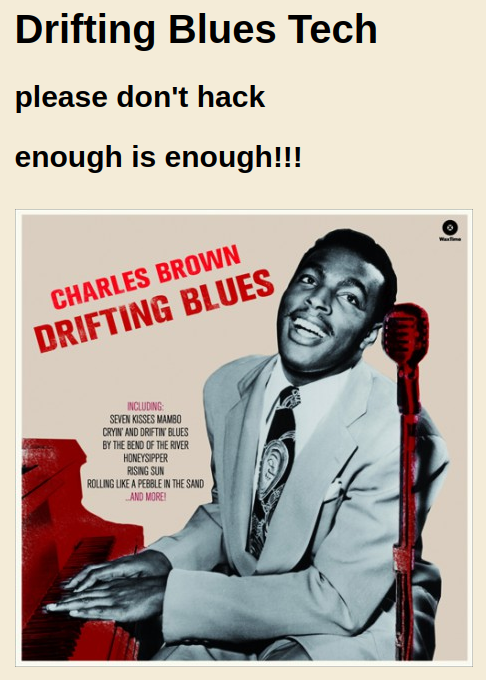 Drifting Blues Tech
please don't hack
enough is enough!!!
WaxTime
CHARLES BROWN
DRIFTING BLUES
INCLUDING:
SEVEN KISSES MAMBO
CRYIN' AND DRIFTIN' BLUES
BY THE BEND OF THE RIVER
HONEYSIPPER
RISING SUN
ROLLING LIKE A PEBBLE IN THE SAND
...AND MORE!